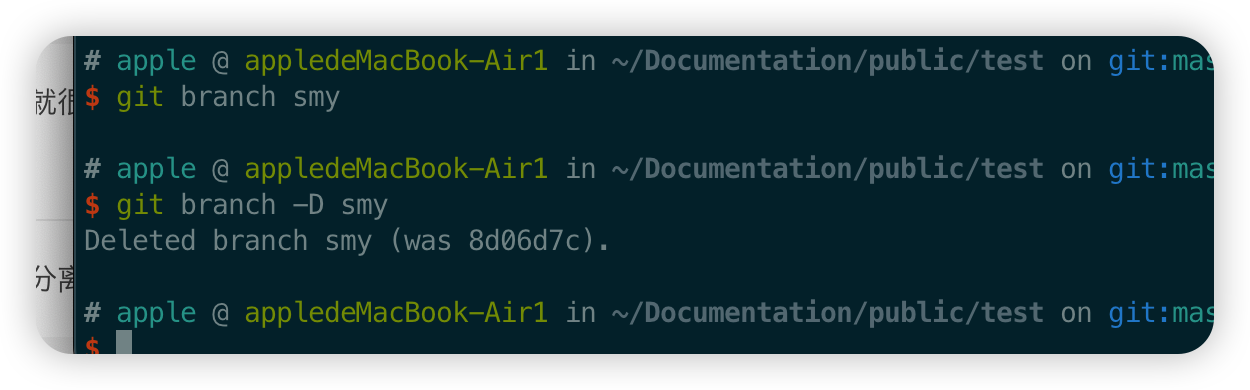 # apple @ appledeMacBook-Air1 in ~/Documentation/public/test on git:mas
就很
$ git branch smy
# apple @ appledeMacBook-Air1 in ~/Documentation/public/test on git:mas
$ git branch -D smy
Deleted branch smy (was 8d06d7c).
分离
# apple @ appledeMacBook-Air1 in ~/Documentation/public/test on git:mas
$